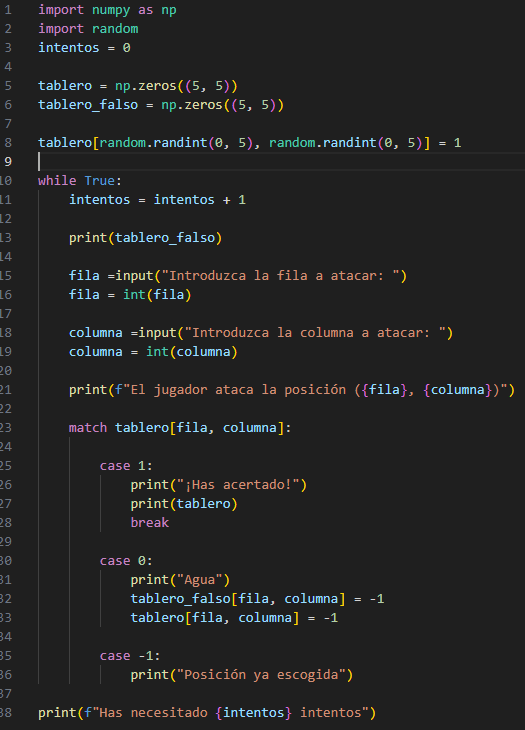 1 import numpy as np
2 import random
3 intentos = 0
4
5 tablero = np.zeros((5, 5))
6 tablero_falso = np.zeros((5, 5))
7
8 tablero[random.randint(0, 5), random.randint(0, 5)] = 1
9
10 while True:
11     intentos = intentos + 1
12
13     print(tablero_falso)
14
15     fila =input("Introduzca la fila a atacar: ")
16     fila = int(fila)
17
18     columna =input("Introduzca la columna a atacar: ")
19     columna = int(columna)
20
21     print(f"El jugador ataca la posición ({fila}, {columna})")
22
23     match tablero[fila, columna]:
24
25         case 1:
26             print("¡Has acertado!")
27             print(tablero)
28             break
29
30         case 0:
31             print("Agua")
32             tablero_falso[fila, columna] = -1
33             tablero[fila, columna] = -1
34
35         case -1:
36             print("Posición ya escogida")
37
38 print(f"Has necesitado {intentos} intentos")